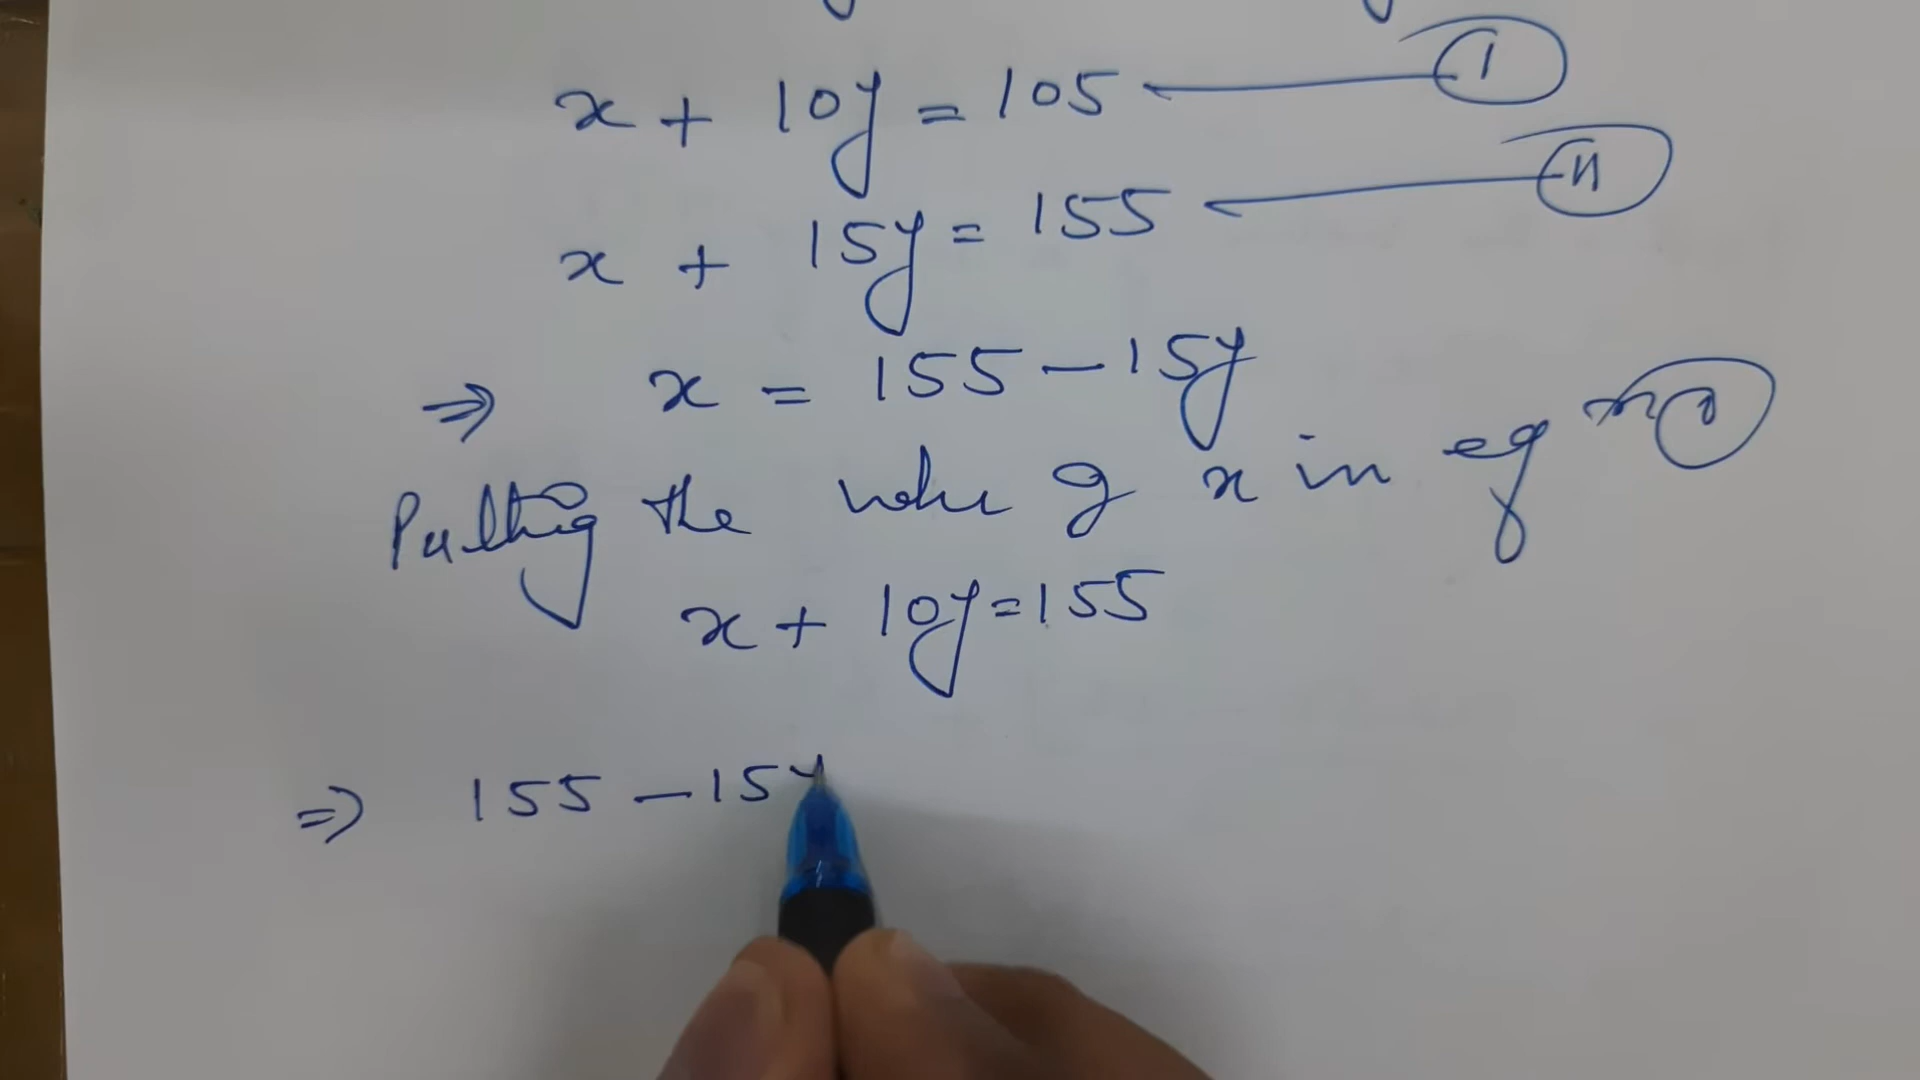 x + 10y = 105 ← I
x + 15y = 155 ← II
⇒ x = 155 - 15y
Putting the value of x in eqn I
x + 10y = 155
⇒ 155 - 15y